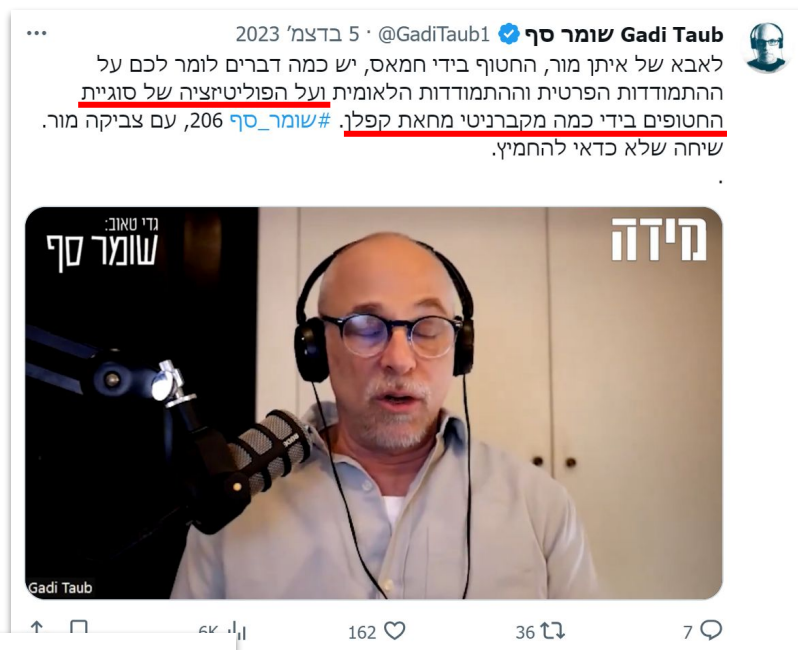 Gadi Taub שומר סף @GadiTaub1 · 5 בדצמ׳ 2023
לאבא של איתן מור, החטוף בידי חמאס, יש כמה דברים לומר לכם על
ההתמודדות הפרטית וההתמודדות הלאומית ועל הפוליטיזציה של סוגיית
החטופים בידי כמה מקברניטי מחאת קפלן. #שומר_סף 206, עם צביקה מור.
שיחה שלא כדאי להחמיץ.
.
גדי טאוב:
שומר סף
מידה
Gadi Taub
7 36 162 6K